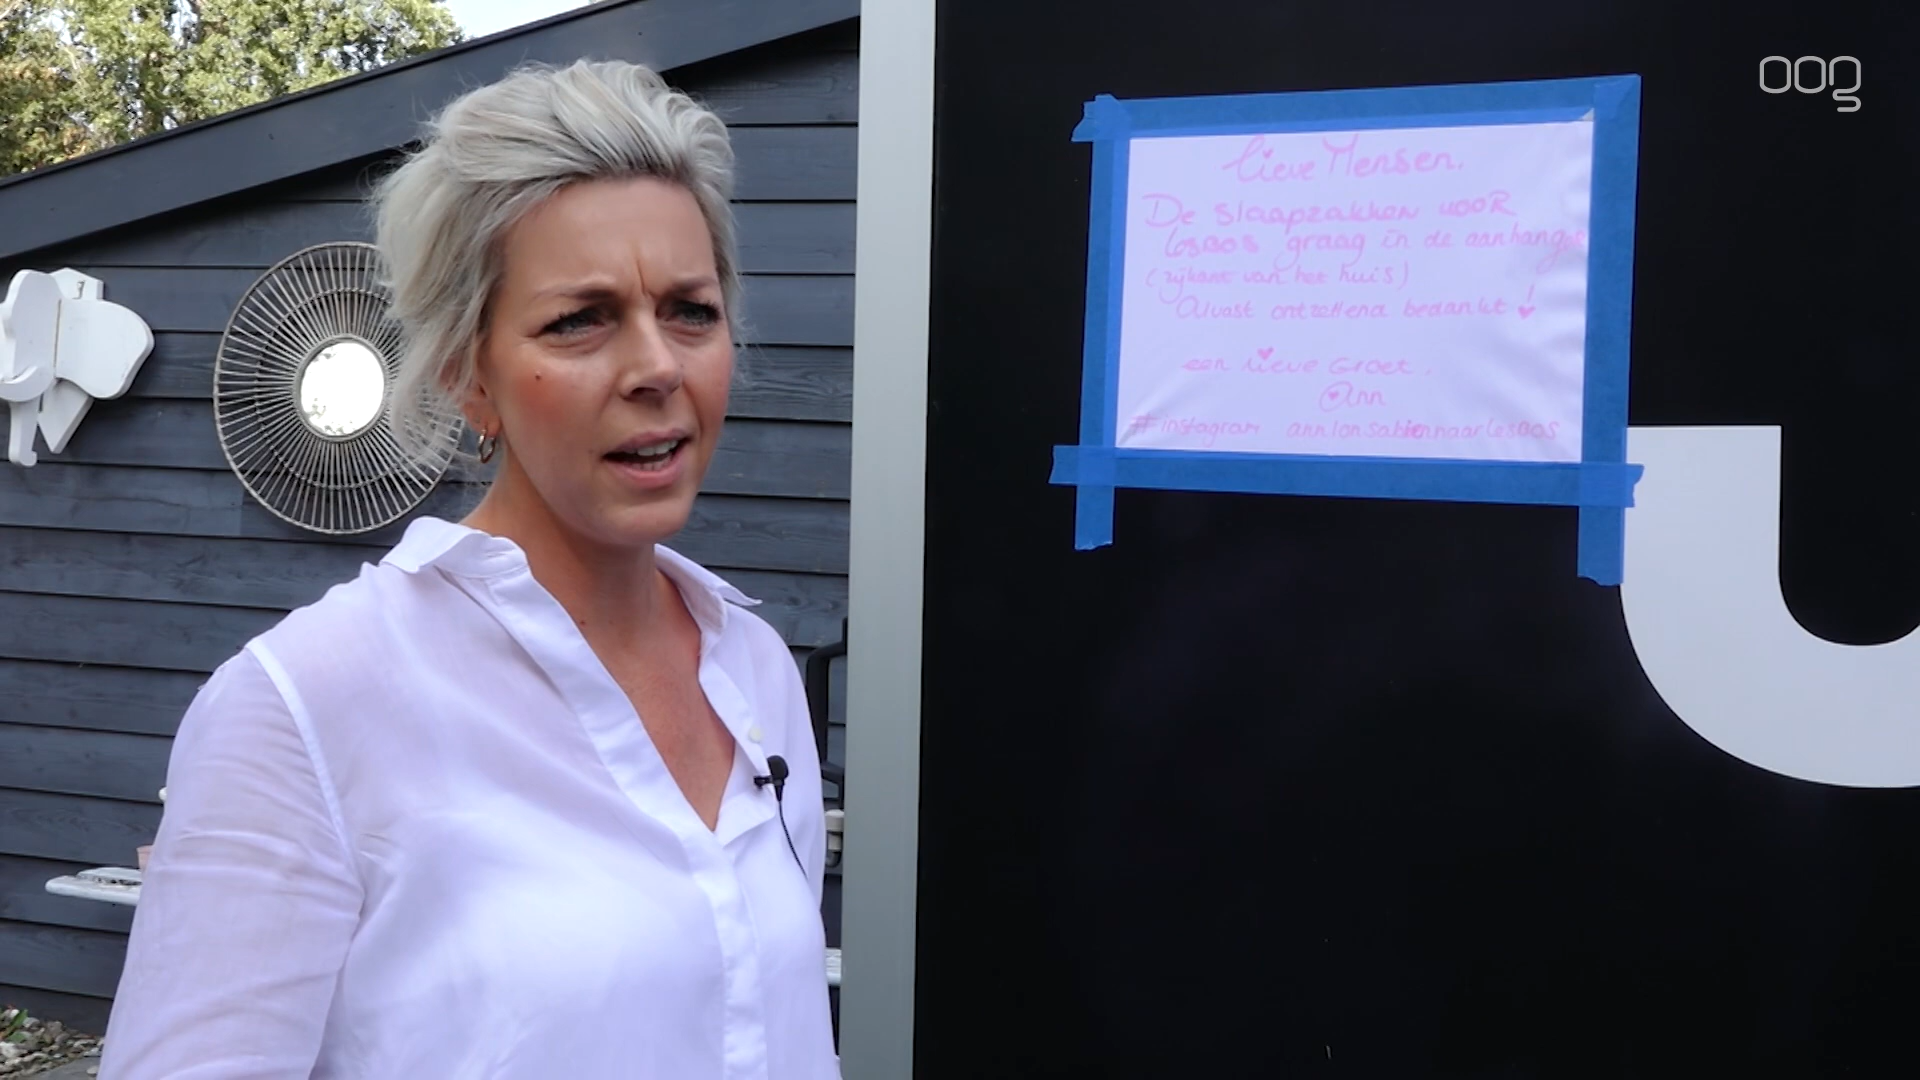 oog
lieve Mensen.
De slaapzakken voor
lesbos graag in de aanhanger
(zijkant van het huis)
Alvast ontzettend bedankt!
een lieve Groet.
Ann
#instagram annlonsabiennaarlesbos